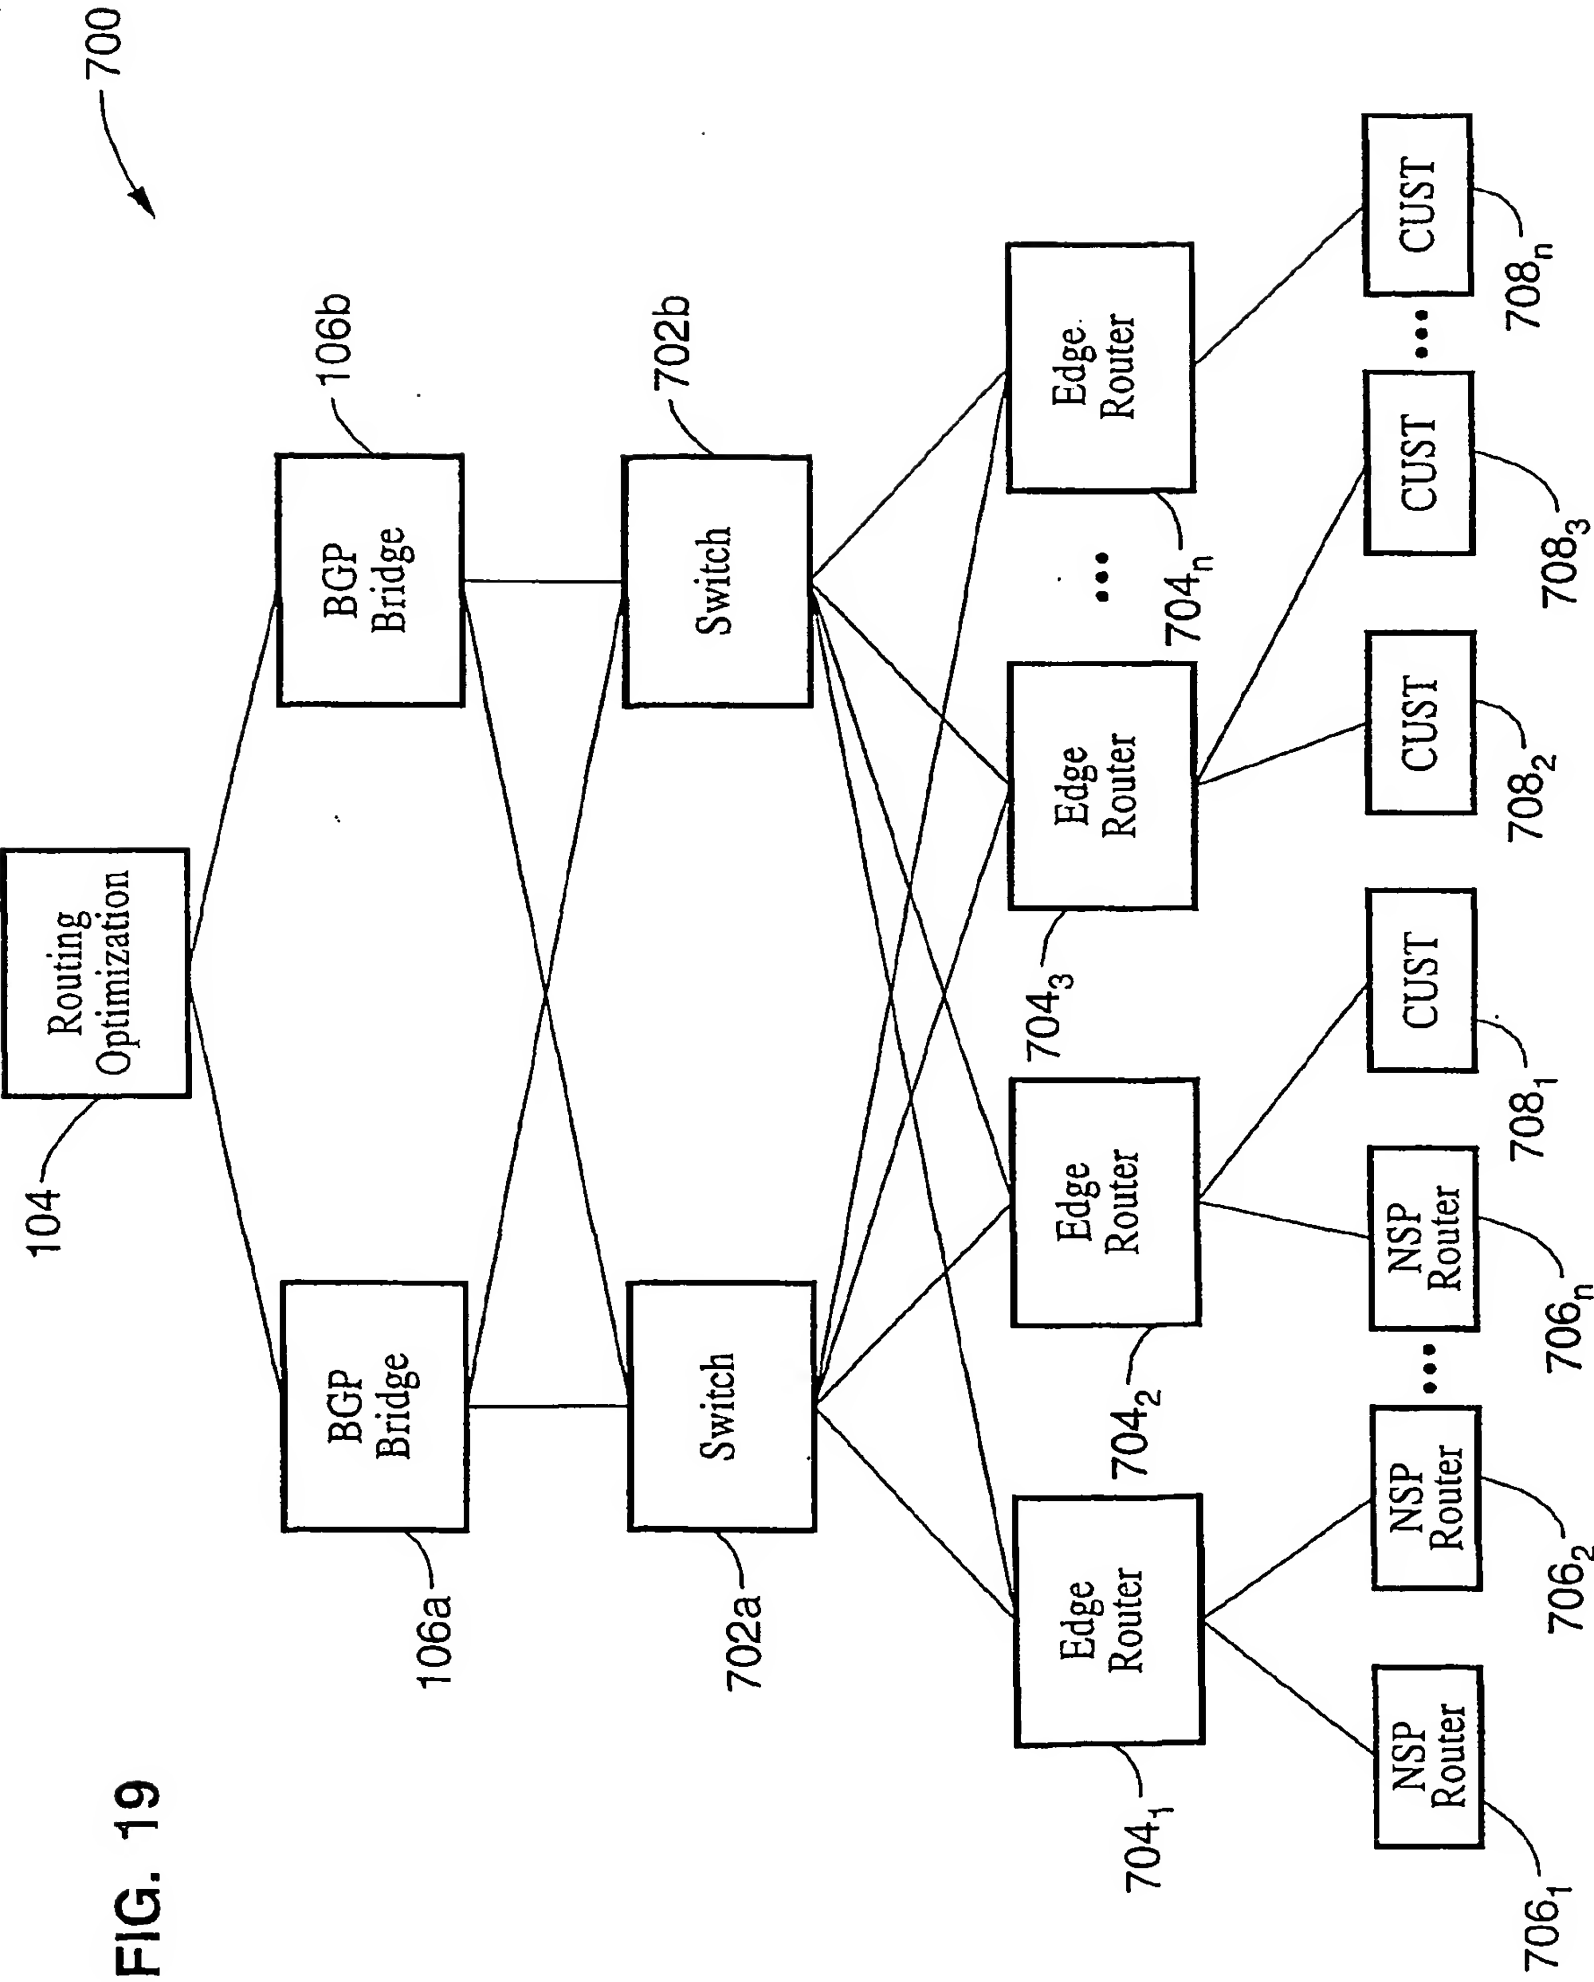 FIG. 19
700
Routing
Optimization
104
BGP
Bridge
106a
BGP
Bridge
106b
Switch
702a
Switch
702b
Edge
Router
704₁
Edge
Router
704₂
Edge
Router
704₃
...
Edge
Router
704ₙ
NSP
Router
706₁
NSP
Router
706₂
...
NSP
Router
706ₙ
CUST
708₁
CUST
708₂
CUST
708₃
...
CUST
708ₙ